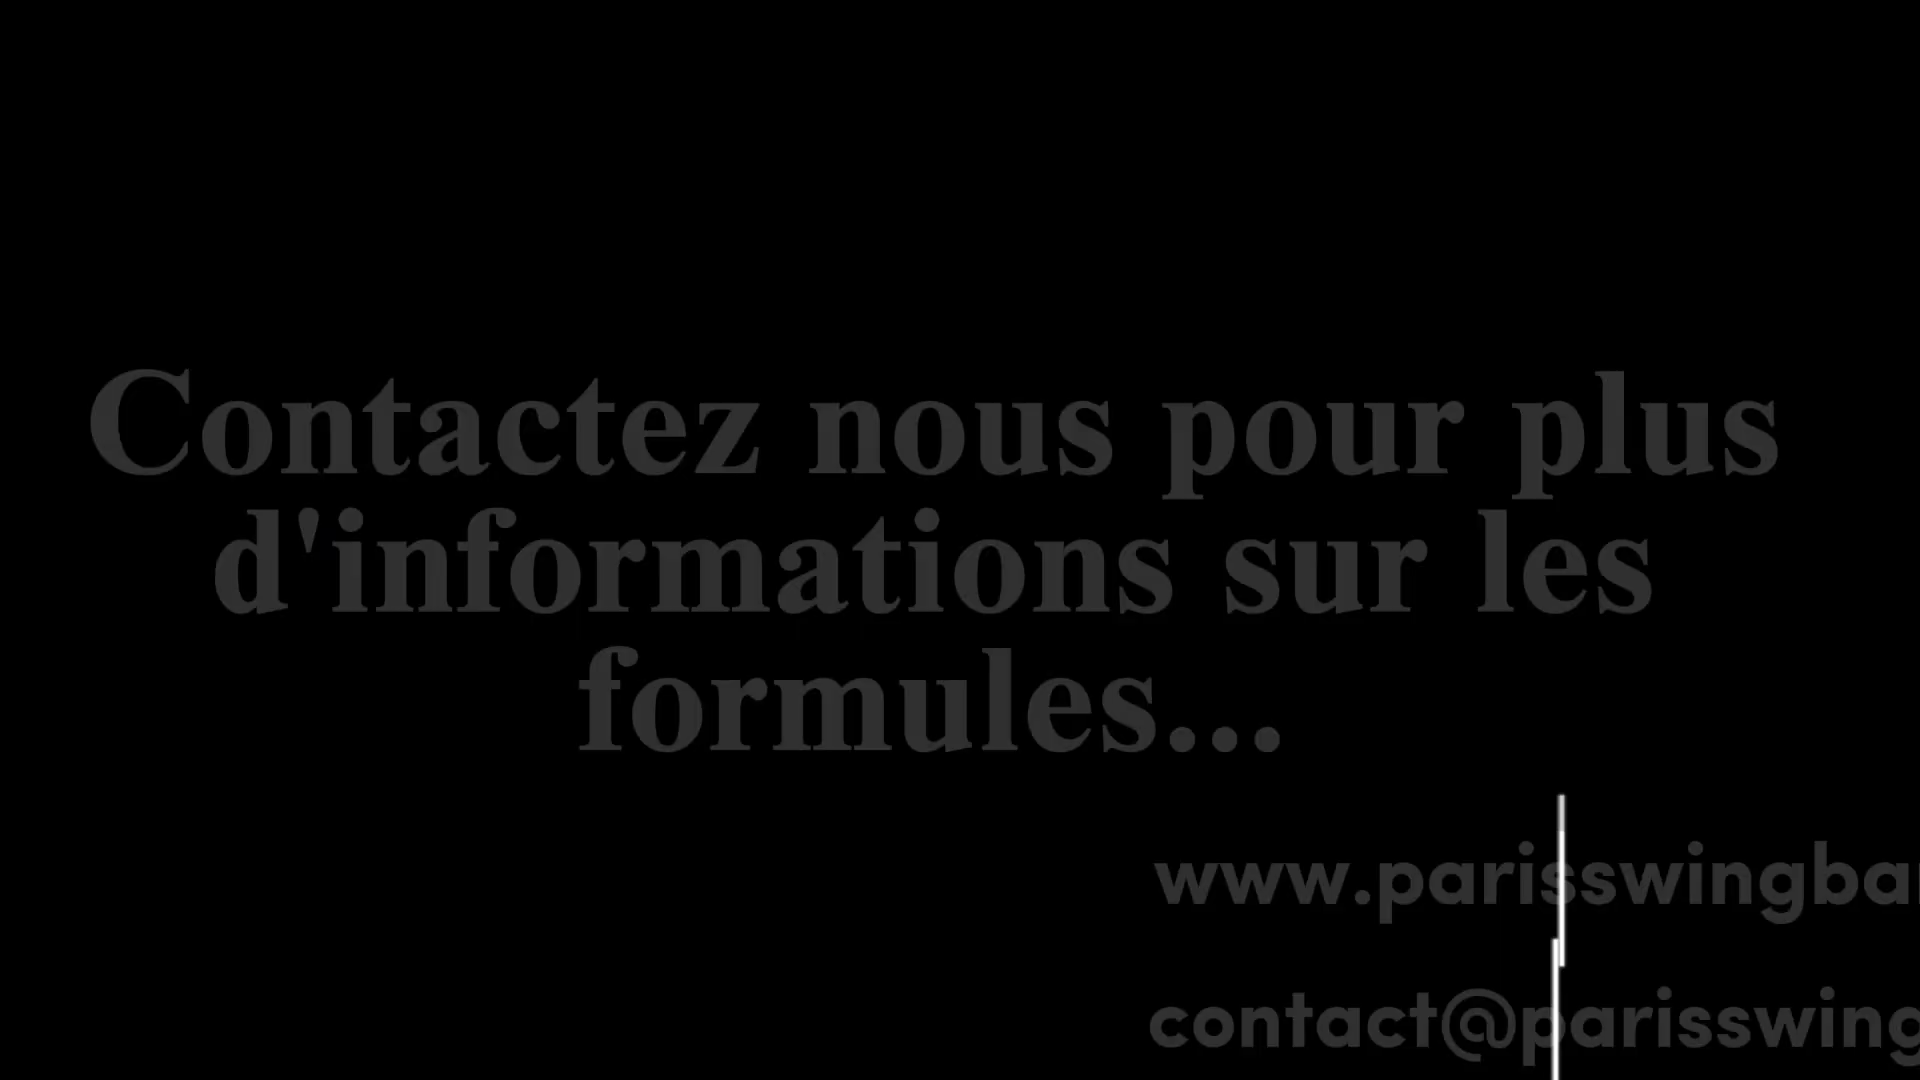 Contactez nous pour plus
d'informations sur les
formules...
www.parisswingba
contact@parisswing